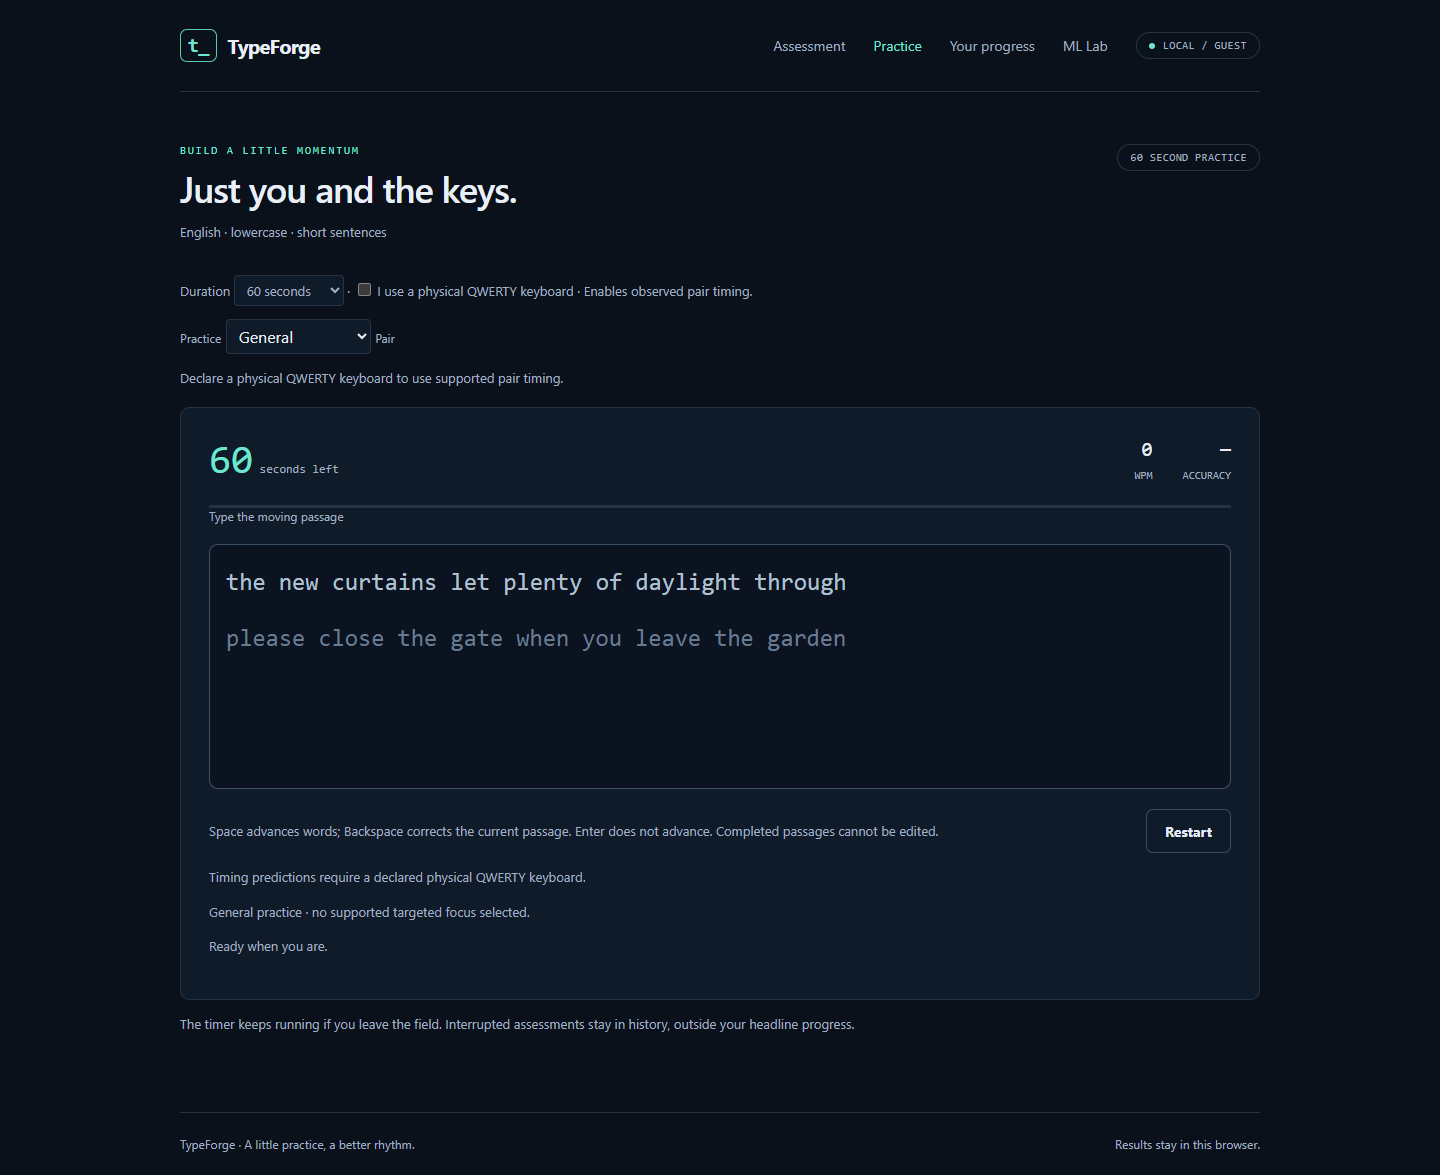 t_ TypeForge
Assessment Practice Your progress ML Lab LOCAL / GUEST
BUILD A LITTLE MOMENTUM
60 SECOND PRACTICE
Just you and the keys.
English · lowercase · short sentences
Duration 60 seconds · I use a physical QWERTY keyboard · Enables observed pair timing.
Practice General Pair
Declare a physical QWERTY keyboard to use supported pair timing.
60 seconds left
0 WPM
— ACCURACY
Type the moving passage
the new curtains let plenty of daylight through
please close the gate when you leave the garden
Space advances words; Backspace corrects the current passage. Enter does not advance. Completed passages cannot be edited.
Restart
Timing predictions require a declared physical QWERTY keyboard.
General practice · no supported targeted focus selected.
Ready when you are.
The timer keeps running if you leave the field. Interrupted assessments stay in history, outside your headline progress.
TypeForge · A little practice, a better rhythm.
Results stay in this browser.